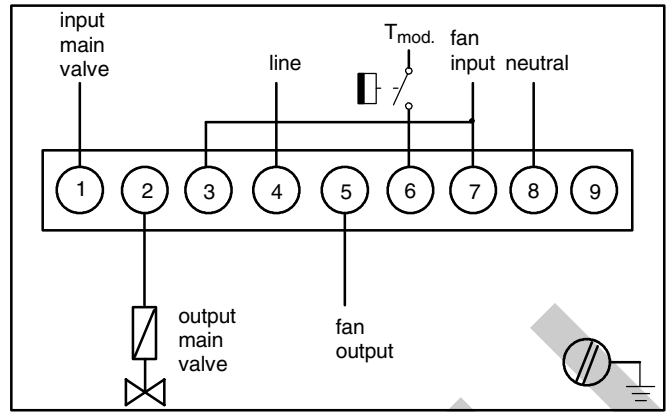 input
main
valve
line
Tmod.
fan
input
neutral
1 2 3 4 5 6 7 8 9
output
main
valve
fan
output